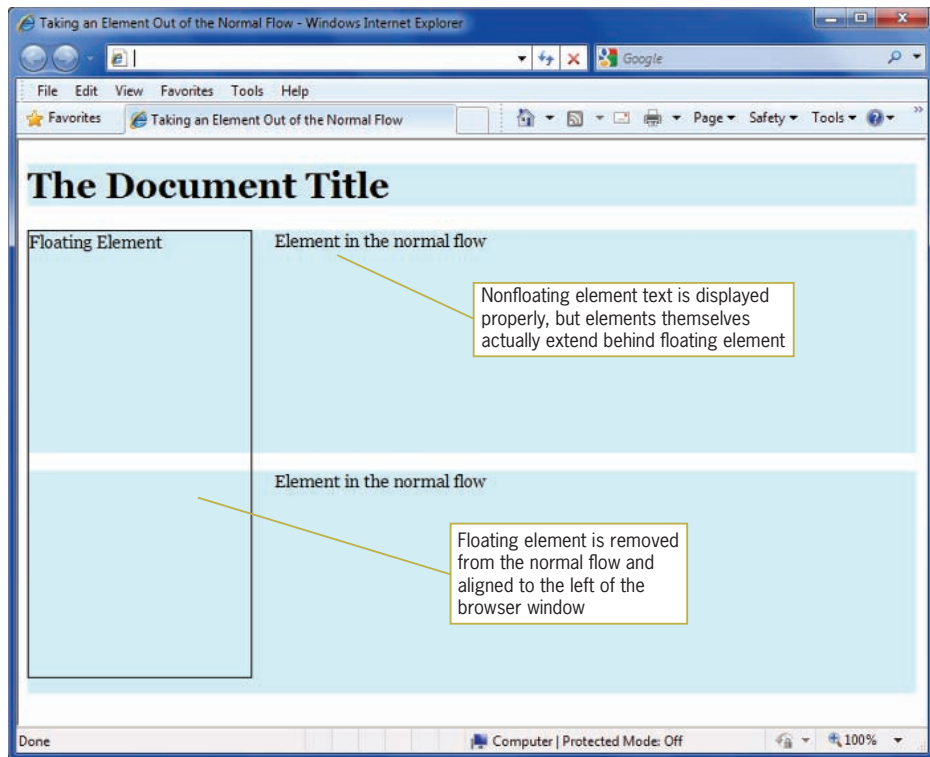 Taking an Element Out of the Normal Flow - Windows Internet Explorer
Google
File Edit View Favorites Tools Help
Favorites Taking an Element Out of the Normal Flow Page Safety Tools »
The Document Title
Floating Element
Element in the normal flow
Nonfloating element text is displayed
properly, but elements themselves
actually extend behind floating element
Element in the normal flow
Floating element is removed
from the normal flow and
aligned to the left of the
browser window
Done Computer | Protected Mode: Off 100%